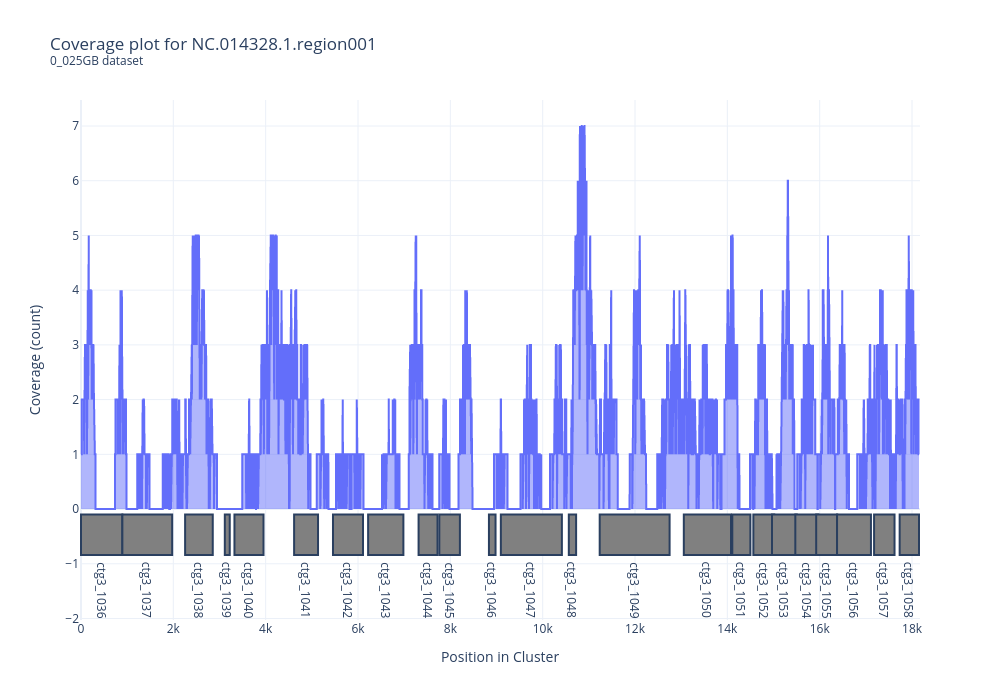 Coverage plot for NC.014328.1.region001
0_025GB dataset
Coverage (count)
7
6
5
4
3
2
1
0
−1
−2
ctg3_1036
ctg3_1037
ctg3_1038
ctg3_1039
ctg3_1040
ctg3_1041
ctg3_1042
ctg3_1043
ctg3_1044
ctg3_1045
ctg3_1046
ctg3_1047
ctg3_1048
ctg3_1049
ctg3_1050
ctg3_1051
ctg3_1052
ctg3_1053
ctg3_1054
ctg3_1055
ctg3_1056
ctg3_1057
ctg3_1058
0 2k 4k 6k 8k 10k 12k 14k 16k 18k
Position in Cluster